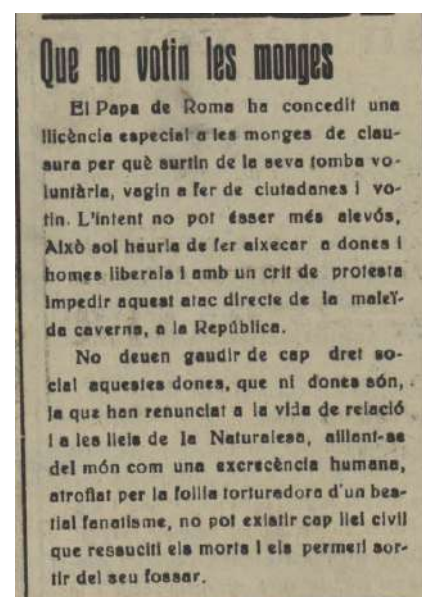 Que no votin les monges
El Papa de Roma ha concedit una
llicència especial a les monges de clau-
sura per què surtin de la seva tomba vo-
luntària, vagin a fer de ciutadanes i vo-
tin. L'intent no pot ésser més alevós,
Això sol hauria de fer aixecar a dones i
homes liberals i amb un crit de protesta
impedir aquest atac directe de la maleï-
da caverna, a la República.
No deuen gaudir de cap dret so-
cial aquestes dones, que ni dones són,
ja que han renunciat a la vida de relació
i a les lleis de la Naturalesa, aïllant-se
del món com una excrecència humana,
atrofiat per la follia torturadora d'un bes-
tial fanatisme, no pot existir cap llei civil
que ressuciti els morts i els permeti sor-
tir del seu fossar.